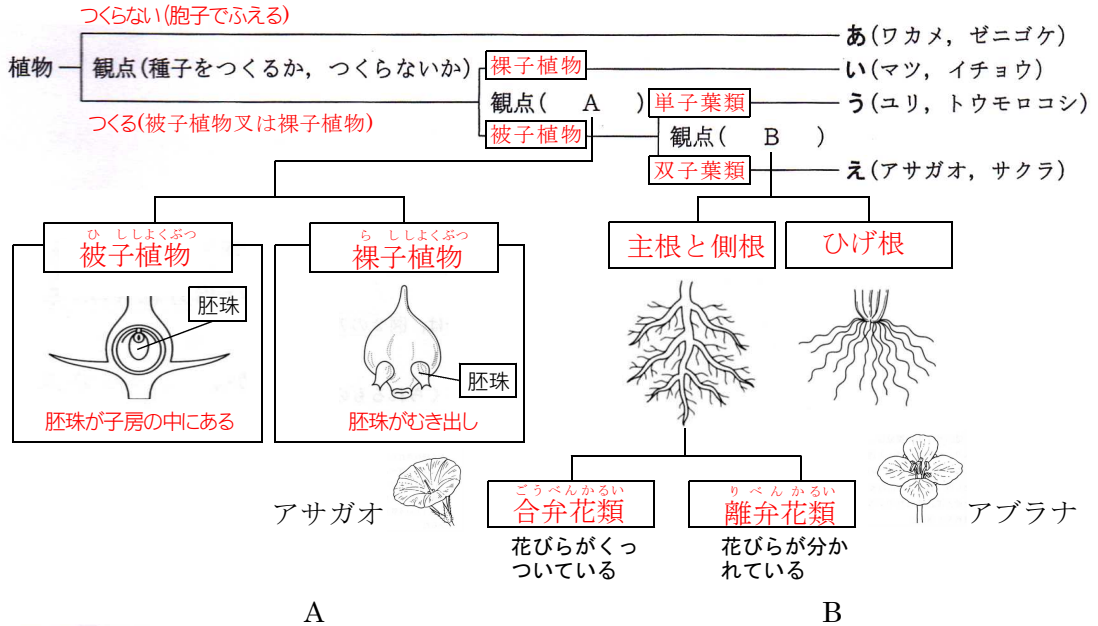 つくらない(胞子でふえる)
あ(ワカメ，ゼニゴケ)
植物
観点(種子をつくるか，つくらないか)
裸子植物
い(マツ，イチョウ)
観点(　A　)
単子葉類
う(ユリ，トウモロコシ)
つくる(被子植物叉は裸子植物)
被子植物
観点(　B　)
双子葉類
え(アサガオ，サクラ)
ひししよくぶつ
被子植物
らししよくぶつ
裸子植物
主根と側根
ひげ根
胚珠
胚珠
胚珠が子房の中にある
胚珠がむき出し
アサガオ
ごうべんかるい
合弁花類
りべんかるい
離弁花類
アブラナ
花びらがくっ
ついている
花びらが分か
れている
A
B